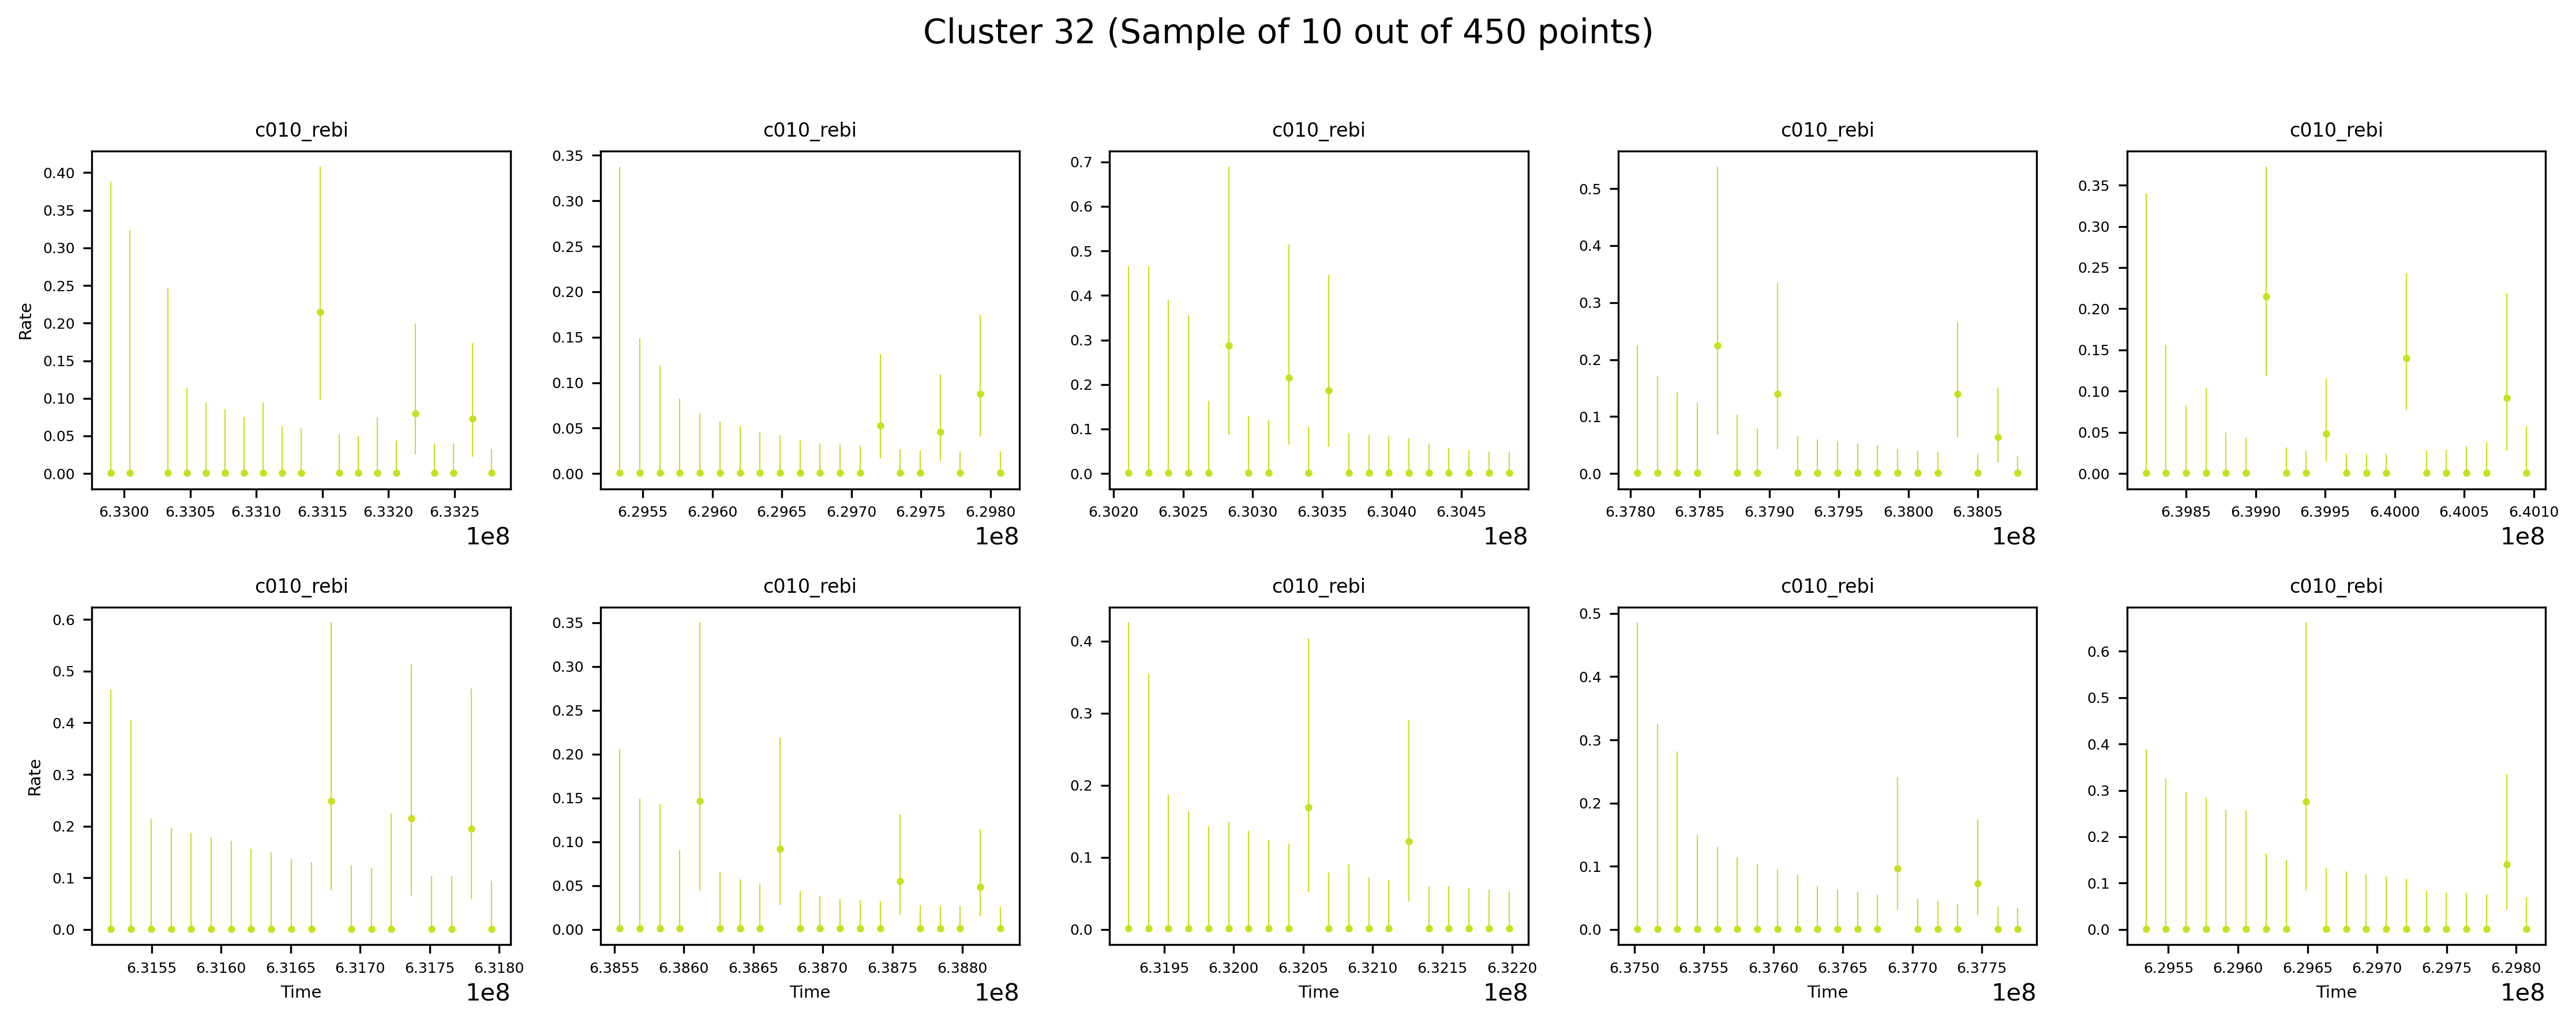 Cluster 32 (Sample of 10 out of 450 points)
c010_rebi c010_rebi c010_rebi c010_rebi c010_rebi
Rate
0.40 0.35 0.30 0.25 0.20 0.15 0.10 0.05 0.00
6.3300 6.3305 6.3310 6.3315 6.3320 6.3325
1e8
0.35 0.30 0.25 0.20 0.15 0.10 0.05 0.00
6.2955 6.2960 6.2965 6.2970 6.2975 6.2980
1e8
0.7 0.6 0.5 0.4 0.3 0.2 0.1 0.0
6.3020 6.3025 6.3030 6.3035 6.3040 6.3045
1e8
0.5 0.4 0.3 0.2 0.1 0.0
6.3780 6.3785 6.3790 6.3795 6.3800 6.3805
1e8
0.35 0.30 0.25 0.20 0.15 0.10 0.05 0.00
6.3985 6.3990 6.3995 6.4000 6.4005 6.4010
1e8
c010_rebi c010_rebi c010_rebi c010_rebi c010_rebi
Rate
0.6 0.5 0.4 0.3 0.2 0.1 0.0
6.3155 6.3160 6.3165 6.3170 6.3175 6.3180
Time 1e8
0.35 0.30 0.25 0.20 0.15 0.10 0.05 0.00
6.3855 6.3860 6.3865 6.3870 6.3875 6.3880
Time 1e8
0.4 0.3 0.2 0.1 0.0
6.3195 6.3200 6.3205 6.3210 6.3215 6.3220
Time 1e8
0.5 0.4 0.3 0.2 0.1 0.0
6.3750 6.3755 6.3760 6.3765 6.3770 6.3775
Time 1e8
0.6 0.5 0.4 0.3 0.2 0.1 0.0
6.2955 6.2960 6.2965 6.2970 6.2975 6.2980
Time 1e8